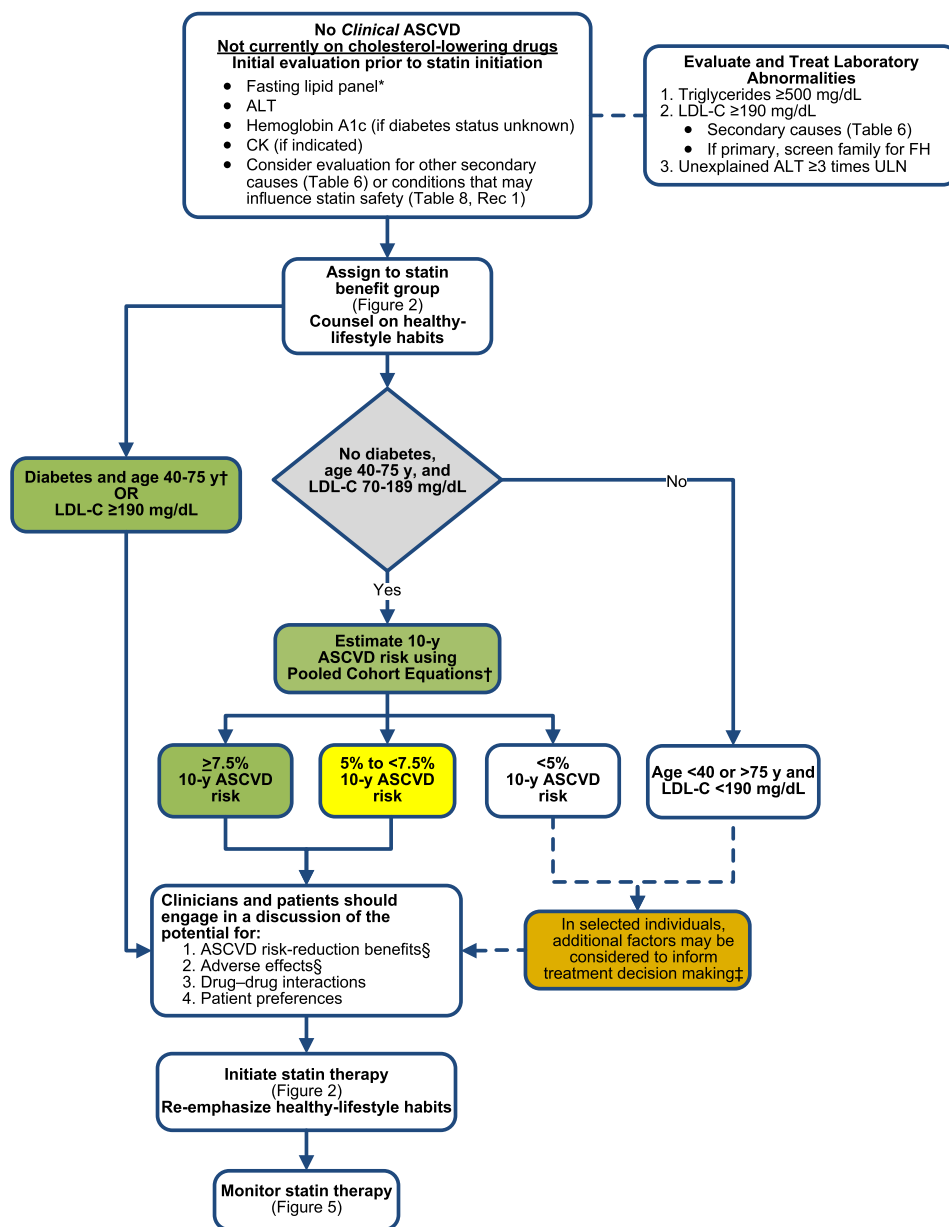 No Clinical ASCVD
Not currently on cholesterol-lowering drugs
Initial evaluation prior to statin initiation
● Fasting lipid panel*
● ALT
● Hemoglobin A1c (if diabetes status unknown)
● CK (if indicated)
● Consider evaluation for other secondary
causes (Table 6) or conditions that may
influence statin safety (Table 8, Rec 1)
Evaluate and Treat Laboratory
Abnormalities
1. Triglycerides ≥500 mg/dL
2. LDL-C ≥190 mg/dL
● Secondary causes (Table 6)
● If primary, screen family for FH
3. Unexplained ALT ≥3 times ULN
Assign to statin
benefit group
(Figure 2)
Counsel on healthy-
lifestyle habits
Diabetes and age 40-75 y†
OR
LDL-C ≥190 mg/dL
No diabetes,
age 40-75 y, and
LDL-C 70-189 mg/dL
No
Yes
Estimate 10-y
ASCVD risk using
Pooled Cohort Equations†
≥7.5%
10-y ASCVD
risk
5% to <7.5%
10-y ASCVD
risk
<5%
10-y ASCVD
risk
Age <40 or >75 y and
LDL-C <190 mg/dL
Clinicians and patients should
engage in a discussion of the
potential for:
1. ASCVD risk-reduction benefits§
2. Adverse effects§
3. Drug–drug interactions
4. Patient preferences
In selected individuals,
additional factors may be
considered to inform
treatment decision making‡
Initiate statin therapy
(Figure 2)
Re-emphasize healthy-lifestyle habits
Monitor statin therapy
(Figure 5)